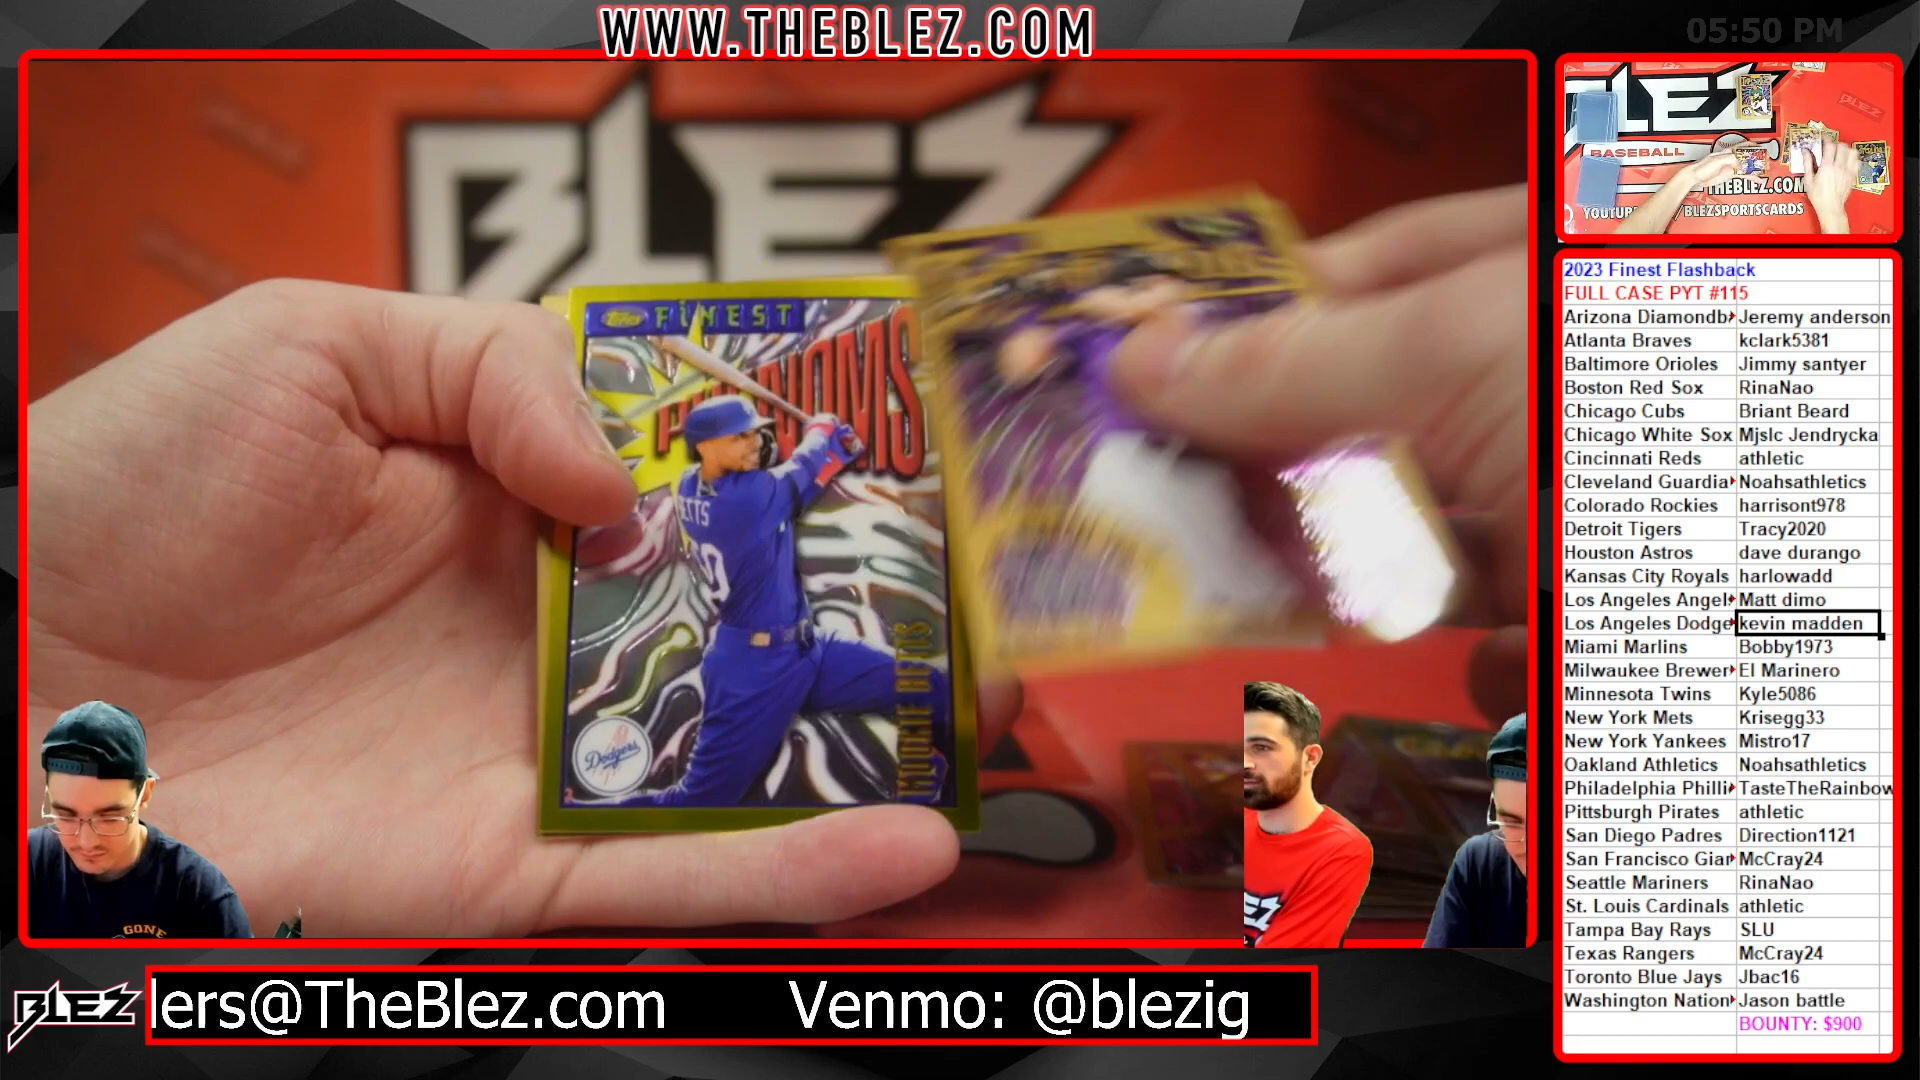 WWW.THEBLEZ.COM
05:50 PM
BLEZ
Topps FINEST
PHENOMS
BETTS
Dodgers
MOOKIE BETTS
GONE
BLEZ
BASEBALL
THEBLEZ.COM
/BLEZSPORTSCARDS
2023 Finest Flashback
FULL CASE PYT #115
Arizona Diamondb Jeremy anderson
Atlanta Braves kclark5381
Baltimore Orioles Jimmy santyer
Boston Red Sox RinaNao
Chicago Cubs Briant Beard
Chicago White Sox Mjslc Jendrycka
Cincinnati Reds athletic
Cleveland Guardia Noahsathletics
Colorado Rockies harrisont978
Detroit Tigers Tracy2020
Houston Astros dave durango
Kansas City Royals harlowadd
Los Angeles Angel Matt dimo
Los Angeles Dodge kevin madden
Miami Marlins Bobby1973
Milwaukee Brewer El Marinero
Minnesota Twins Kyle5086
New York Mets Krisegg33
New York Yankees Mistro17
Oakland Athletics Noahsathletics
Philadelphia Philli TasteTheRainbow
Pittsburgh Pirates athletic
San Diego Padres Direction1121
San Francisco Giar McCray24
Seattle Mariners RinaNao
St. Louis Cardinals athletic
Tampa Bay Rays SLU
Texas Rangers McCray24
Toronto Blue Jays Jbac16
Washington Nation Jason battle
BOUNTY: $900
BLEZ
lers@TheBlez.com Venmo: @blezig